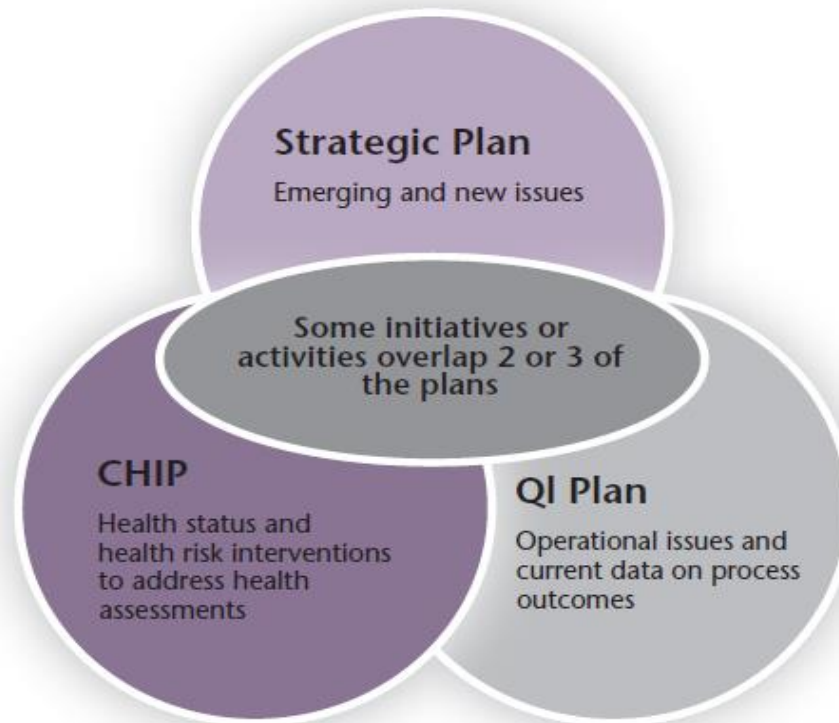 Strategic Plan
Emerging and new issues
Some initiatives or
activities overlap 2 or 3 of
the plans
CHIP
Health status and
health risk interventions
to address health
assessments
QI Plan
Operational issues and
current data on process
outcomes